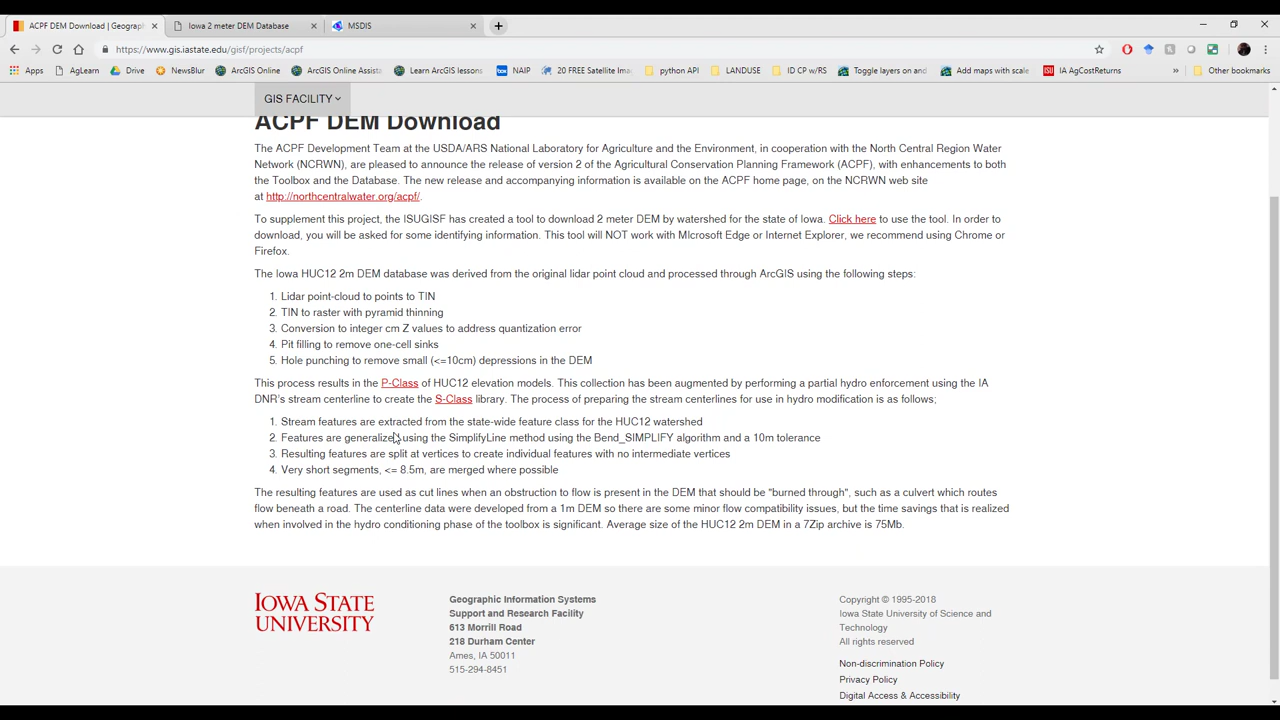 ACPF DEM Download | Geograp
Iowa 2 meter DEM Database
MSDIS
https://www.gis.iastate.edu/gisf/projects/acpf
Apps
AgLearn
Drive
NewsBlur
ArcGIS Online
ArcGIS Online Assista
Learn ArcGIS lessons
NAIP
20 FREE Satellite Ima
python API
LANDUSE
ID CP w/RS
Toggle layers on and
Add maps with scale
IA AgCostReturns
Other bookmarks
GIS FACILITY
ACPF DEM Download
The ACPF Development Team at the USDA/ARS National Laboratory for Agriculture and the Environment, in cooperation with the North Central Region Water
Network (NCRWN), are pleased to announce the release of version 2 of the Agricultural Conservation Planning Framework (ACPF), with enhancements to both
the Toolbox and the Database. The new release and accompanying information is available on the ACPF home page, on the NCRWN web site
at http://northcentralwater.org/acpf/.
To supplement this project, the ISUGISF has created a tool to download 2 meter DEM by watershed for the state of Iowa. Click here to use the tool. In order to
download, you will be asked for some identifying information. This tool will NOT work with MIcrosoft Edge or Internet Explorer, we recommend using Chrome or
Firefox.
The Iowa HUC12 2m DEM database was derived from the original lidar point cloud and processed through ArcGIS using the following steps:
1. Lidar point-cloud to points to TIN
2. TIN to raster with pyramid thinning
3. Conversion to integer cm Z values to address quantization error
4. Pit filling to remove one-cell sinks
5. Hole punching to remove small (<=10cm) depressions in the DEM
This process results in the P-Class of HUC12 elevation models. This collection has been augmented by performing a partial hydro enforcement using the IA
DNR's stream centerline to create the S-Class library. The process of preparing the stream centerlines for use in hydro modification is as follows;
1. Stream features are extracted from the state-wide feature class for the HUC12 watershed
2. Features are generalized using the SimplifyLine method using the Bend_SIMPLIFY algorithm and a 10m tolerance
3. Resulting features are split at vertices to create individual features with no intermediate vertices
4. Very short segments, <= 8.5m, are merged where possible
The resulting features are used as cut lines when an obstruction to flow is present in the DEM that should be "burned through", such as a culvert which routes
flow beneath a road. The centerline data were developed from a 1m DEM so there are some minor flow compatibility issues, but the time savings that is realized
when involved in the hydro conditioning phase of the toolbox is significant. Average size of the HUC12 2m DEM in a 7Zip archive is 75Mb.
IOWA STATE
UNIVERSITY
Geographic Information Systems
Support and Research Facility
613 Morrill Road
218 Durham Center
Ames, IA 50011
515-294-8451
Copyright © 1995-2018
Iowa State University of Science and
Technology
All rights reserved
Non-discrimination Policy
Privacy Policy
Digital Access & Accessibility